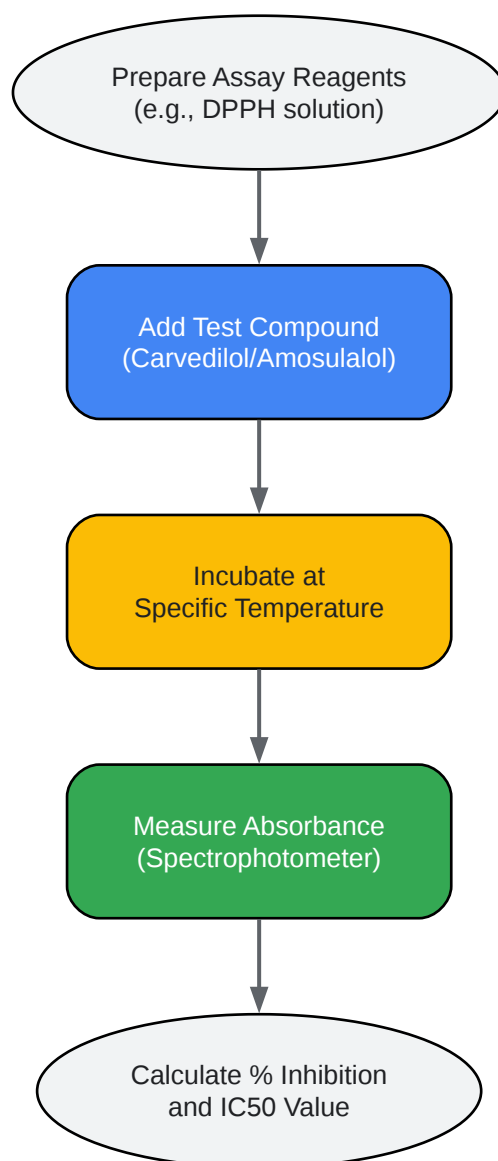 Prepare Assay Reagents
(e.g., DPPH solution)
Add Test Compound
(Carvedilol/Amosulalol)
Incubate at
Specific Temperature
Measure Absorbance
(Spectrophotometer)
Calculate % Inhibition
and IC50 Value